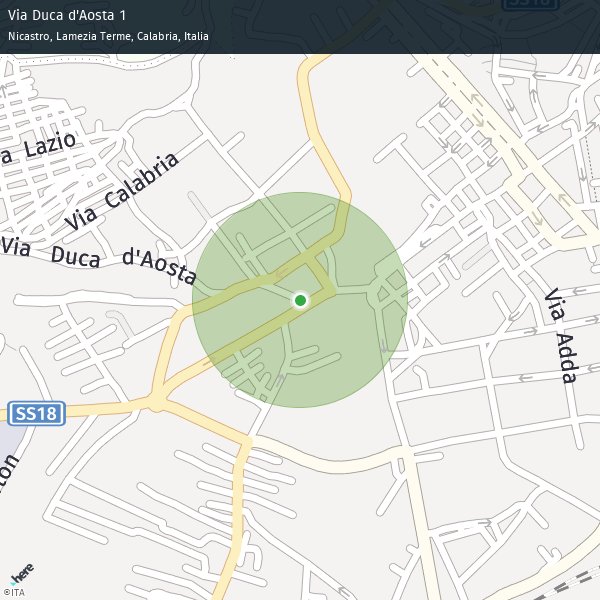 Via Duca d'Aosta 1
Nicastro, Lamezia Terme, Calabria, Italia
SS18
a Lazio
Via Calabria
Via Duca d'Aosta
Via Adda
SS18
ton
here
©ITA